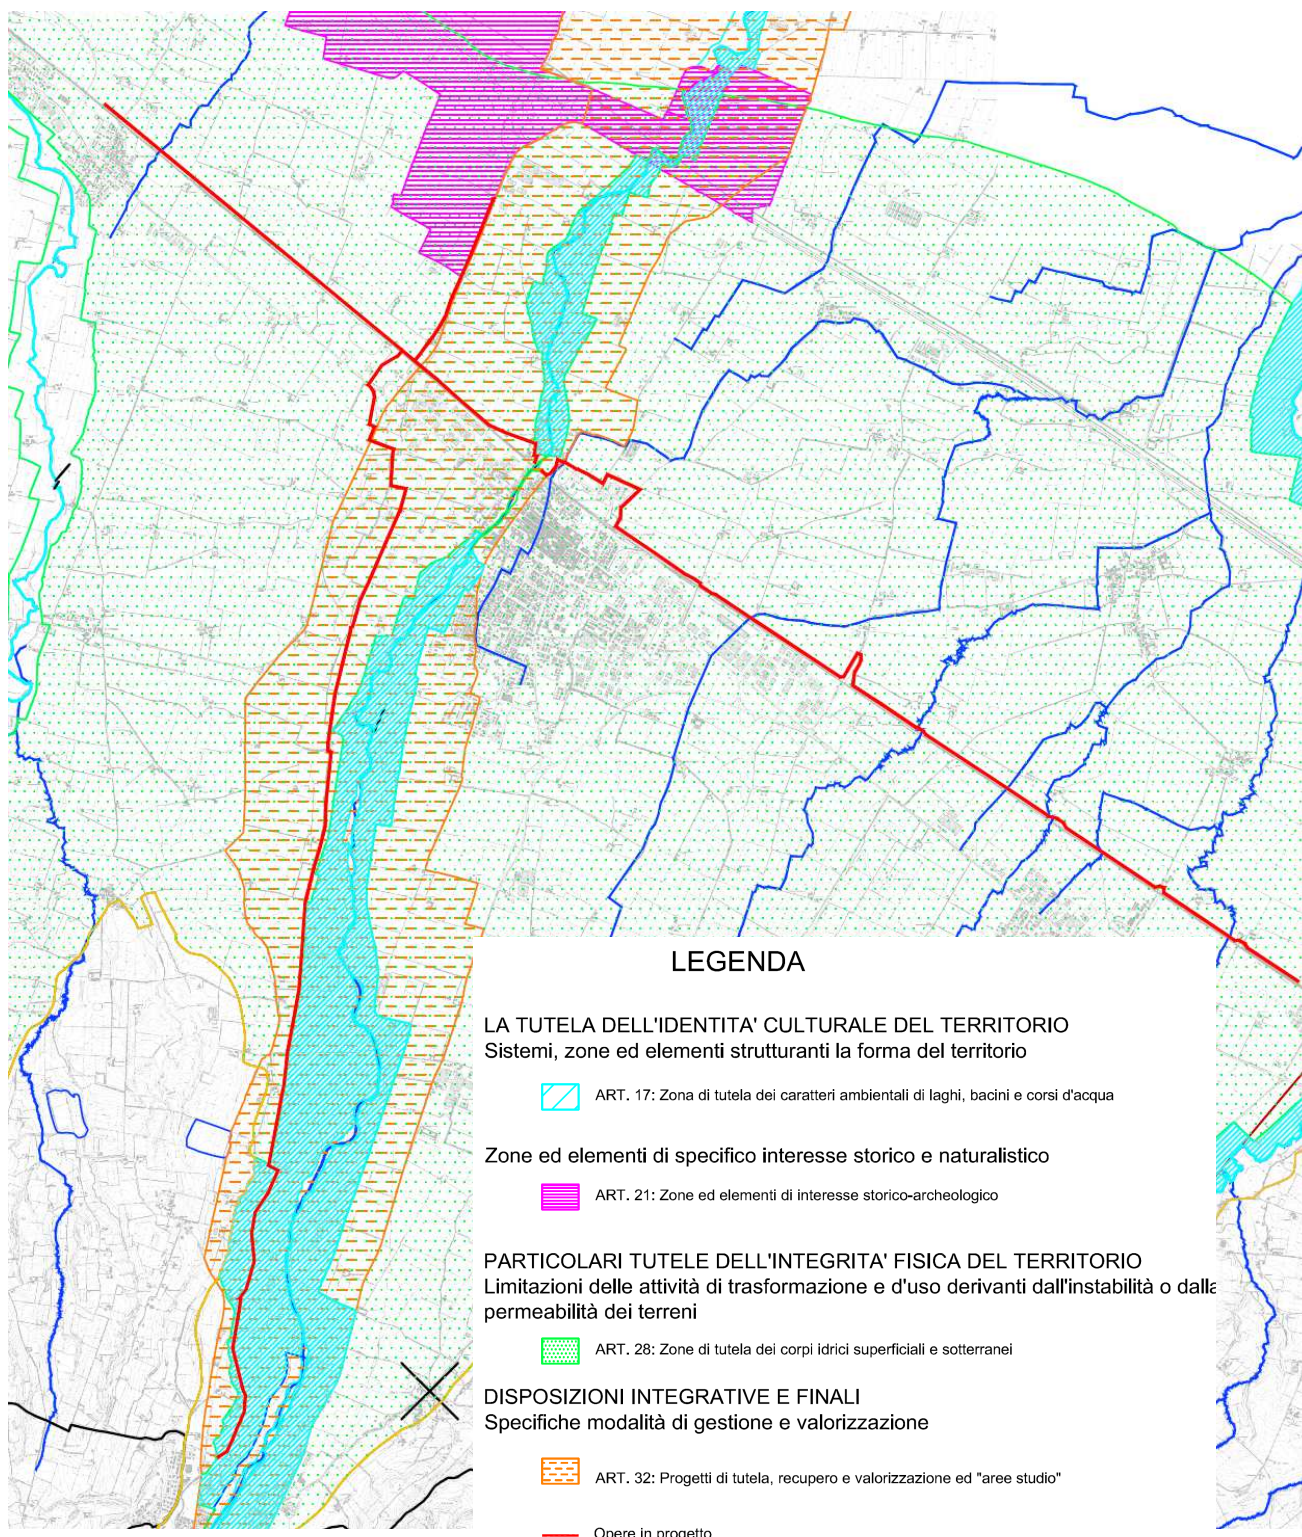 LEGENDA
LA TUTELA DELL'IDENTITA' CULTURALE DEL TERRITORIO
Sistemi, zone ed elementi strutturanti la forma del territorio
ART. 17: Zona di tutela dei caratteri ambientali di laghi, bacini e corsi d'acqua
Zone ed elementi di specifico interesse storico e naturalistico
ART. 21: Zone ed elementi di interesse storico-archeologico
PARTICOLARI TUTELE DELL'INTEGRITA' FISICA DEL TERRITORIO
Limitazioni delle attività di trasformazione e d'uso derivanti dall'instabilità o dalla
permeabilità dei terreni
ART. 28: Zone di tutela dei corpi idrici superficiali e sotterranei
DISPOSIZIONI INTEGRATIVE E FINALI
Specifiche modalità di gestione e valorizzazione
ART. 32: Progetti di tutela, recupero e valorizzazione ed "aree studio"
Opere in progetto